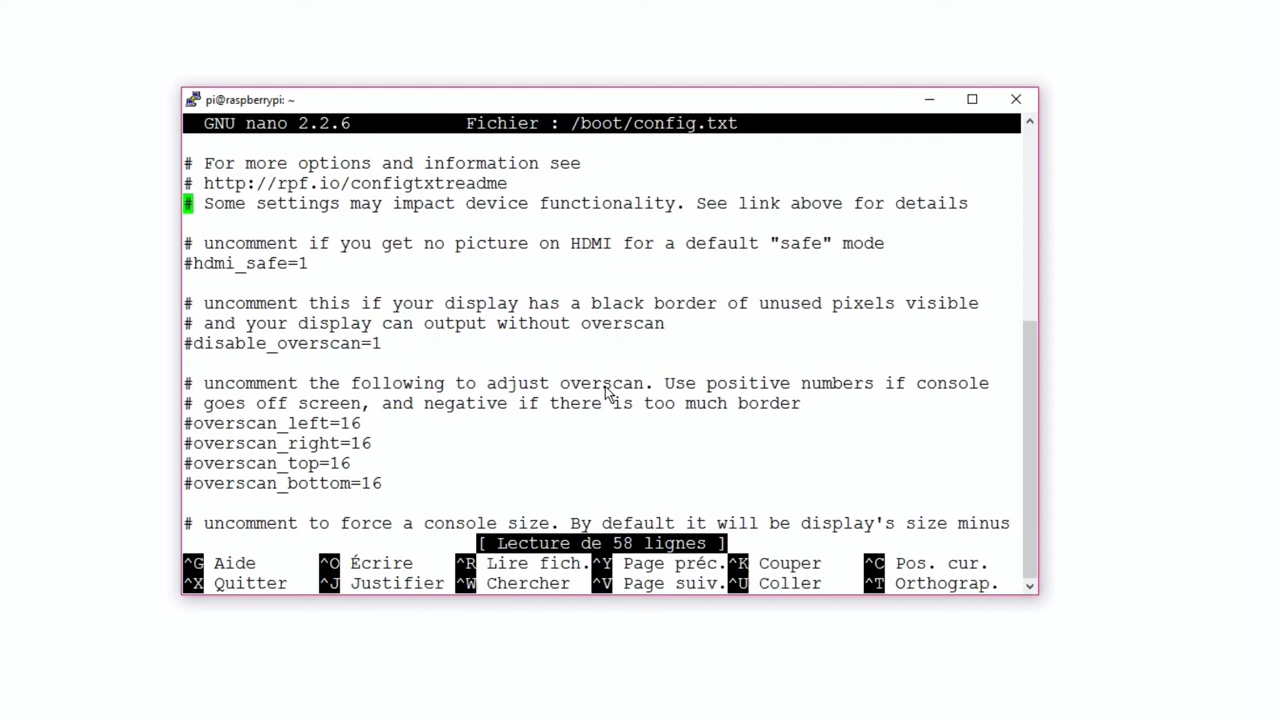 pi@raspberrypi: ~
GNU nano 2.2.6 Fichier : /boot/config.txt
# For more options and information see
# http://rpf.io/configtxtreadme
# Some settings may impact device functionality. See link above for details
# uncomment if you get no picture on HDMI for a default "safe" mode
#hdmi_safe=1
# uncomment this if your display has a black border of unused pixels visible
# and your display can output without overscan
#disable_overscan=1
# uncomment the following to adjust overscan. Use positive numbers if console
# goes off screen, and negative if there is too much border
#overscan_left=16
#overscan_right=16
#overscan_top=16
#overscan_bottom=16
# uncomment to force a console size. By default it will be display's size minus
[ Lecture de 58 lignes ]
^G Aide ^O Écrire ^R Lire fich. ^Y Page préc. ^K Couper ^C Pos. cur.
^X Quitter ^J Justifier ^W Chercher ^V Page suiv. ^U Coller ^T Orthograp.